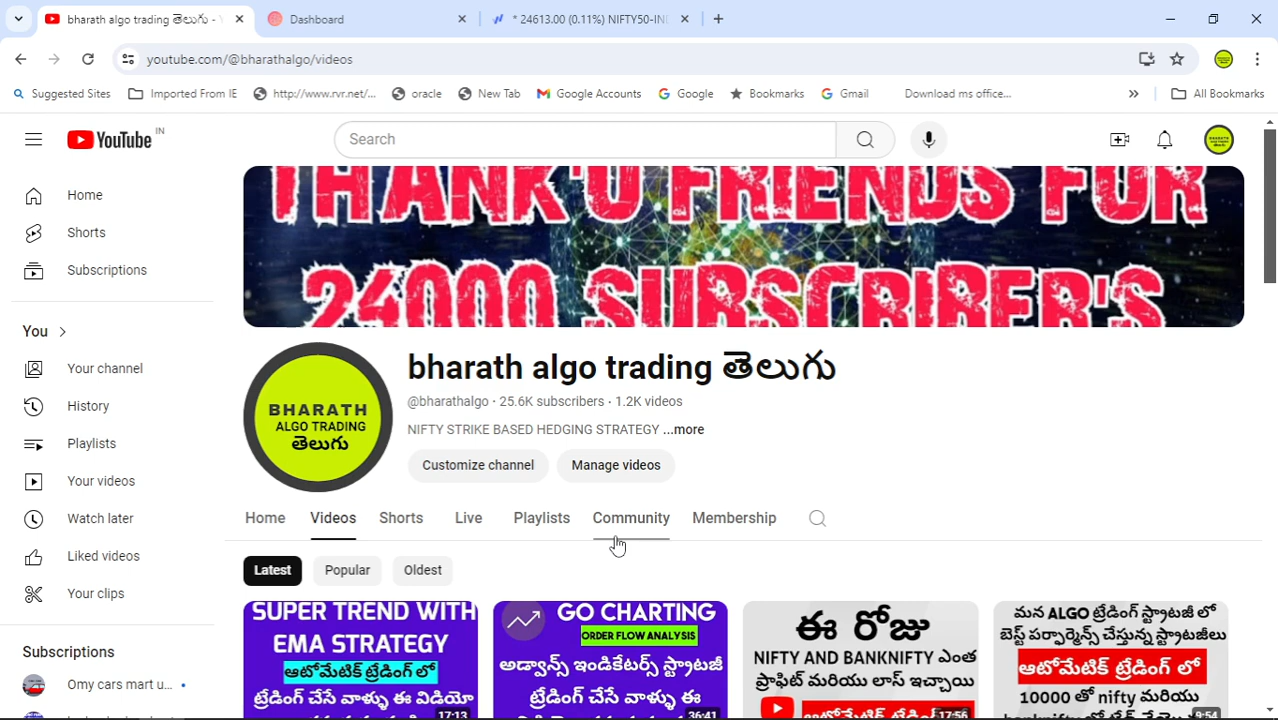 bharath algo trading తెలుగు - Y
Dashboard
* 24613.00 (0.11%) NIFTY50-IND
youtube.com/@bharathalgo/videos
Suggested Sites
Imported From IE
http://www.rvr.net/...
oracle
New Tab
Google Accounts
Google
Bookmarks
Gmail
Download ms office...
»
All Bookmarks
YouTube IN
Search
Home
Shorts
Subscriptions
You
Your channel
History
Playlists
Your videos
Watch later
Liked videos
Your clips
Subscriptions
Omy cars mart u...
THANK'U FRIENDS FOR
24000 SUBSCRIBER'S
BHARATH
ALGO TRADING
తెలుగు
bharath algo trading తెలుగు
@bharathalgo · 25.6K subscribers · 1.2K videos
NIFTY STRIKE BASED HEDGING STRATEGY ...more
Customize channel
Manage videos
Home
Videos
Shorts
Live
Playlists
Community
Membership
Latest
Popular
Oldest
SUPER TREND WITH
EMA STRATEGY
ఆటోమేటిక్ ట్రేడింగ్ లో
ట్రేడింగ్ చేసే వాళ్ళు ఈ వీడియో
17:13
GO CHARTING
ORDER FLOW ANALYSIS
అడ్వాన్స్ ఇండికేటర్స్ స్ట్రాటజీ
ట్రేడింగ్ చేసే వాళ్ళు ఈ
36:41
ఈ రోజు
NIFTY AND BANKNIFTY ఎంత
ప్రాఫిట్ మరియు లాస్ ఇచ్చాయి
17:56
మన ALGO ట్రేడింగ్ స్ట్రాటజీ లో
బెస్ట్ పర్ఫార్మెన్స్ చేస్తున్న స్ట్రాటజీలు
ఆటోమేటిక్ ట్రేడింగ్ లో
10000 తో nifty మరియు
9:54